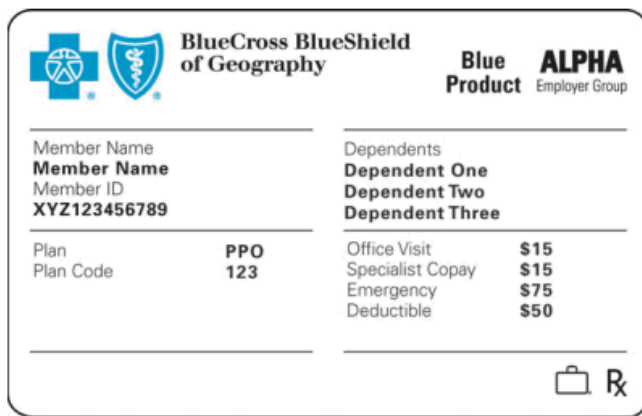 BlueCross BlueShield
of Geography
Blue
Product
ALPHA
Employer Group
Member Name
Member Name
Member ID
XYZ123456789
Dependents
Dependent One
Dependent Two
Dependent Three
Plan PPO
Plan Code 123
Office Visit $15
Specialist Copay $15
Emergency $75
Deductible $50
Rx